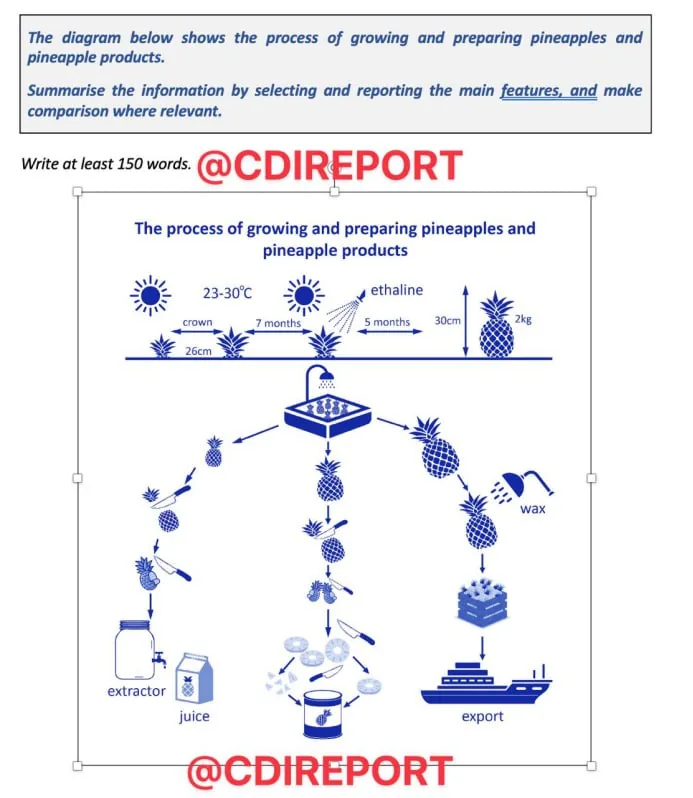 The diagram below shows the process of growing and preparing pineapples and
pineapple products.
Summarise the information by selecting and reporting the main features, and make
comparison where relevant.
Write at least 150 words. @CDIREPORT
The process of growing and preparing pineapples and
pineapple products
23-30°C
ethaline
crown
7 months
5 months
30cm
2kg
26cm
wax
extractor
juice
export
@CDIREPORT